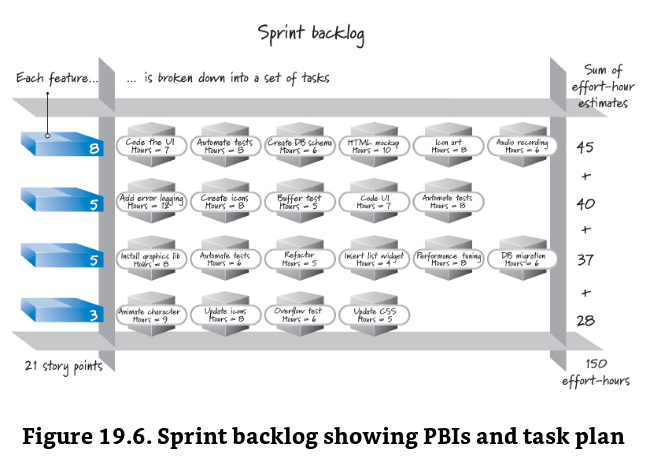 Sprint backlog
Each feature... ... is broken down into a set of tasks
Sum of
effort-hour
estimates
8
Code the UI
Hours = 7
Automate tests
Hours = 8
Create DB schema
Hours = 6
HTML mockup
Hours = 10
Icon art
Hours = 8
Audio recording
Hours = 6
45
+
5
Add error logging
Hours = 12
Create icons
Hours = 8
Buffer test
Hours = 5
Code UI
Hours = 7
Automate tests
Hours = 8
40
+
5
Install graphics lib
Hours = 8
Automate tests
Hours = 6
Refactor
Hours = 5
Insert list widget
Hours = 4
Performance tuning
Hours = 8
DB migration
Hours = 6
37
+
3
Animate character
Hours = 9
Update icons
Hours = 8
Overflow test
Hours = 6
Update CSS
Hours = 5
28
21 story points
150
effort-hours
Figure 19.6. Sprint backlog showing PBIs and task plan